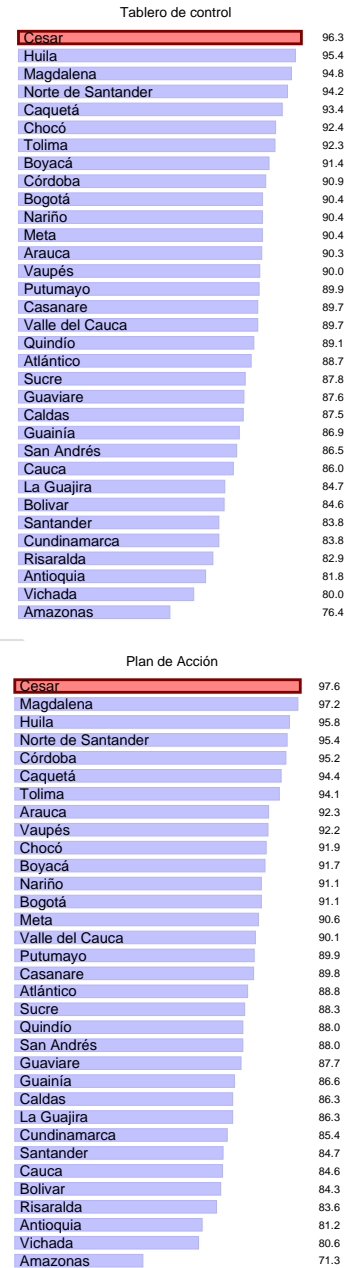 Tablero de control
Cesar 96.3
Huila 95.4
Magdalena 94.8
Norte de Santander 94.2
Caquetá 93.4
Chocó 92.4
Tolima 92.3
Boyacá 91.4
Córdoba 90.9
Bogotá 90.4
Nariño 90.4
Meta 90.4
Arauca 90.3
Vaupés 90.0
Putumayo 89.9
Casanare 89.7
Valle del Cauca 89.7
Quindío 89.1
Atlántico 88.7
Sucre 87.8
Guaviare 87.6
Caldas 87.5
Guainía 86.9
San Andrés 86.5
Cauca 86.0
La Guajira 84.7
Bolivar 84.6
Santander 83.8
Cundinamarca 83.8
Risaralda 82.9
Antioquia 81.8
Vichada 80.0
Amazonas 76.4
Plan de Acción
Cesar 97.6
Magdalena 97.2
Huila 95.8
Norte de Santander 95.4
Córdoba 95.2
Caquetá 94.4
Tolima 94.1
Arauca 92.3
Vaupés 92.2
Chocó 91.9
Boyacá 91.7
Nariño 91.1
Bogotá 91.1
Meta 90.6
Valle del Cauca 90.1
Putumayo 89.9
Casanare 89.8
Atlántico 88.8
Sucre 88.3
Quindío 88.0
San Andrés 88.0
Guaviare 87.7
Guainía 86.6
Caldas 86.3
La Guajira 86.3
Cundinamarca 85.4
Santander 84.7
Cauca 84.6
Bolivar 84.3
Risaralda 83.6
Antioquia 81.2
Vichada 80.6
Amazonas 71.3